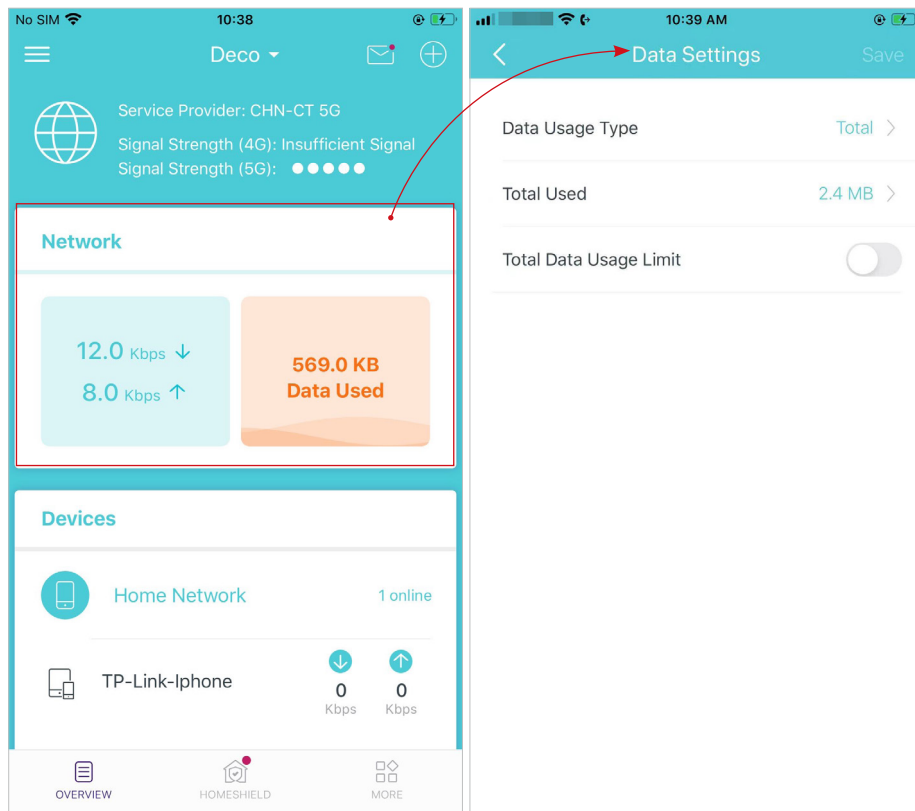 No SIM 10:38
Deco
Service Provider: CHN-CT 5G
Signal Strength (4G): Insufficient Signal
Signal Strength (5G):
Network
12.0 Kbps ↓
8.0 Kbps ↑
569.0 KB
Data Used
Devices
Home Network 1 online
TP-Link-Iphone
0 0
Kbps Kbps
OVERVIEW HOMESHIELD MORE
10:39 AM
Data Settings Save
Data Usage Type Total
Total Used 2.4 MB
Total Data Usage Limit